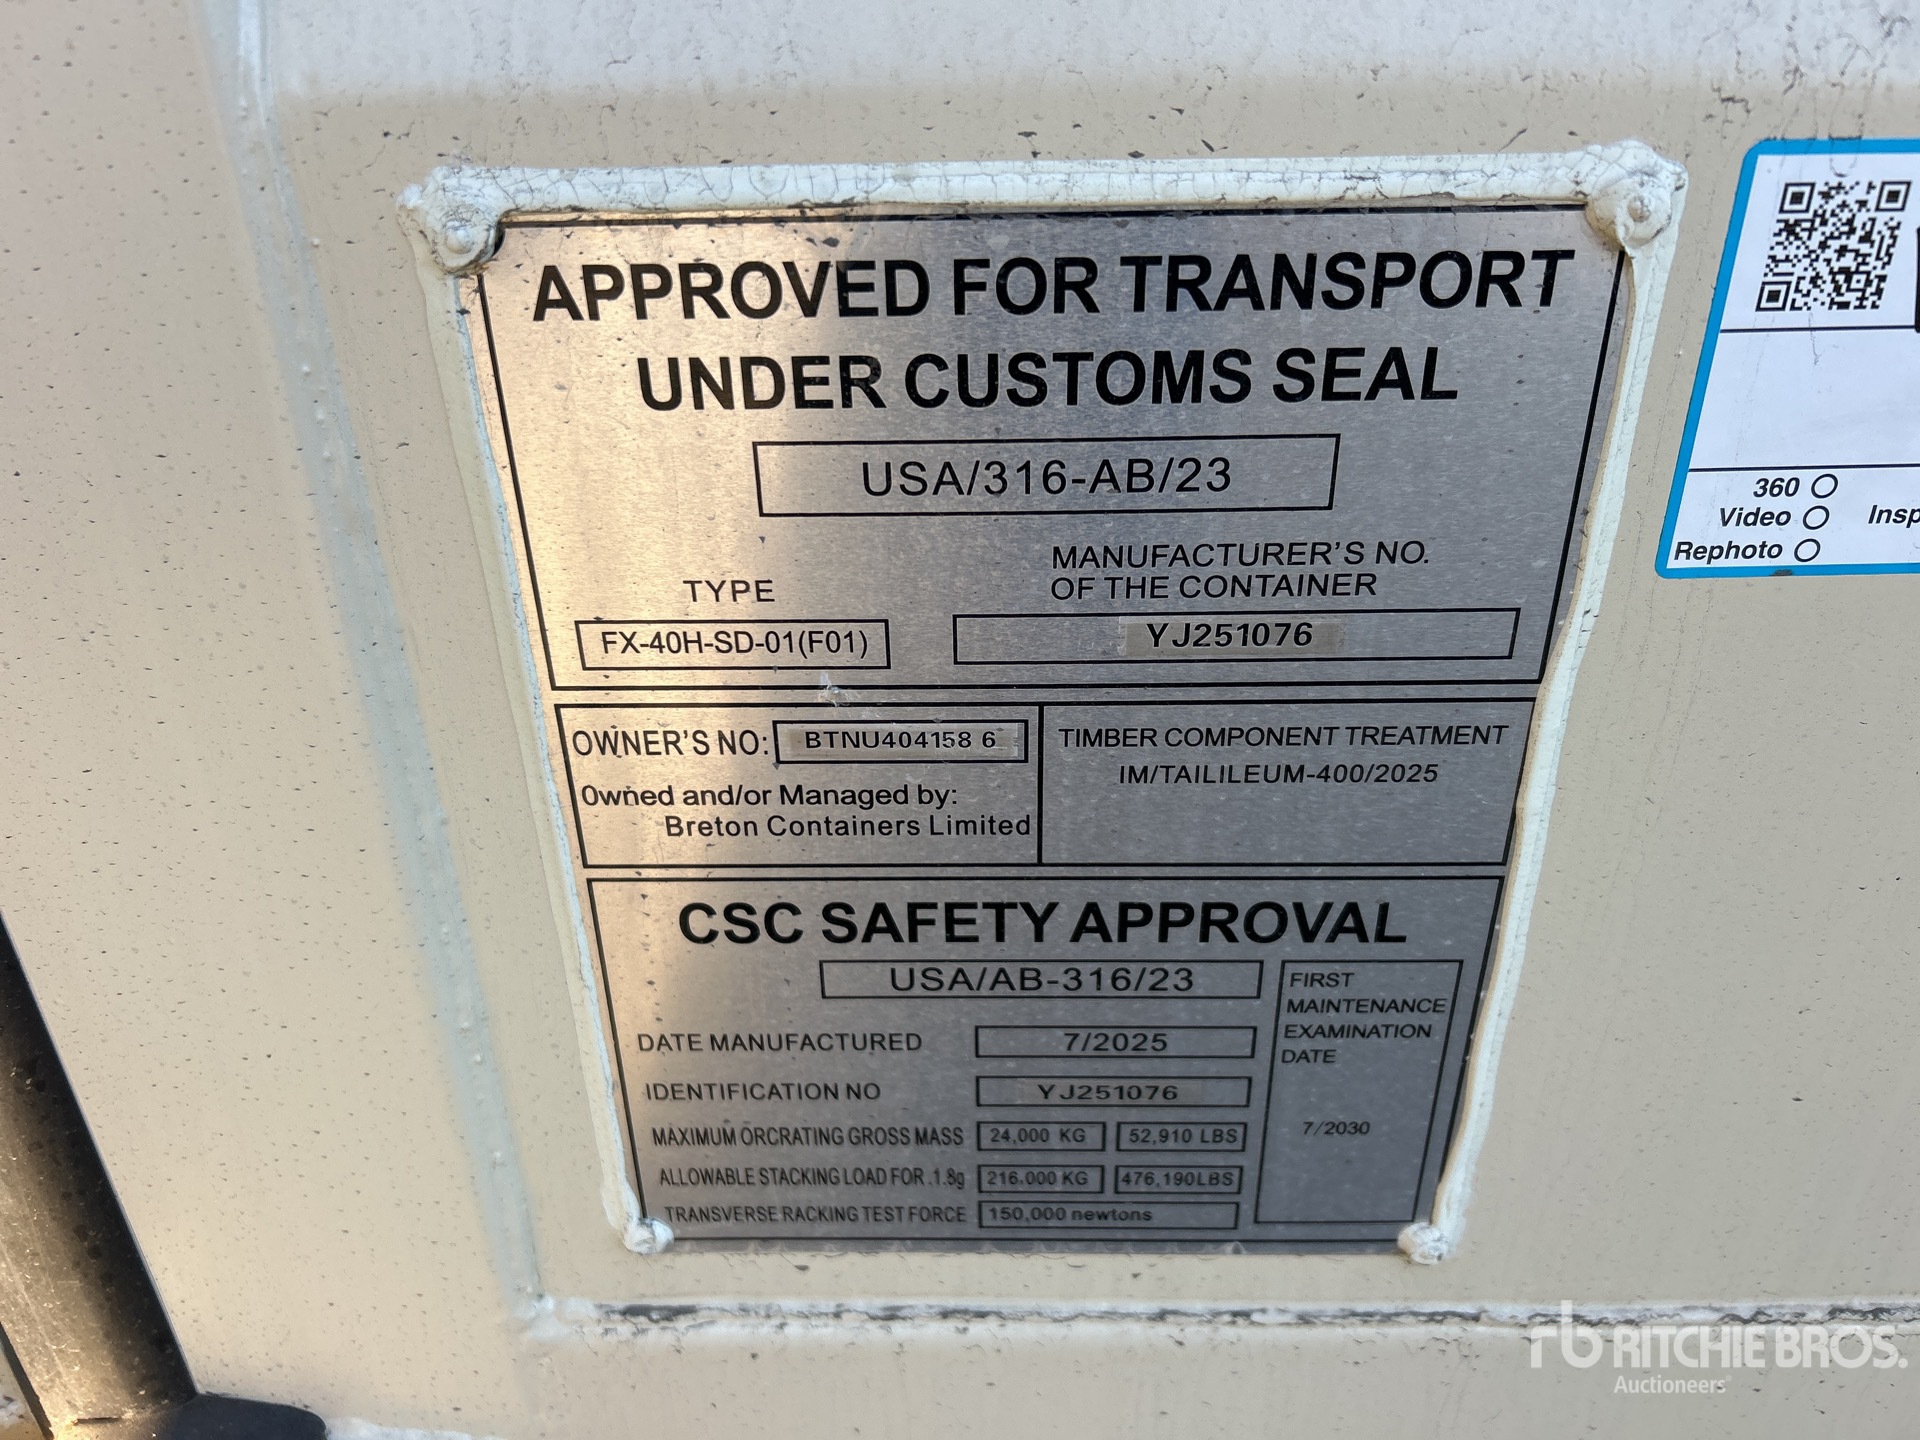 APPROVED FOR TRANSPORT
UNDER CUSTOMS SEAL
USA/316-AB/23
TYPE
FX-40H-SD-01(F01)
MANUFACTURER'S NO.
OF THE CONTAINER
YJ251076
OWNER'S NO: BTNU404158 6
Owned and/or Managed by:
Breton Containers Limited
TIMBER COMPONENT TREATMENT
IM/TAILILEUM-400/2025
CSC SAFETY APPROVAL
USA/AB-316/23
DATE MANUFACTURED 7/2025
IDENTIFICATION NO YJ251076
MAXIMUM ORCRATING GROSS MASS 24,000 KG 52,910 LBS
ALLOWABLE STACKING LOAD FOR .1.8g 216.000 KG 476,190LBS
TRANSVERSE RACKING TEST FORCE 150,000 newtons
FIRST
MAINTENANCE
EXAMINATION
DATE
7/2030
360
Video
Rephoto
rb RITCHIE BROS.
Auctioneers